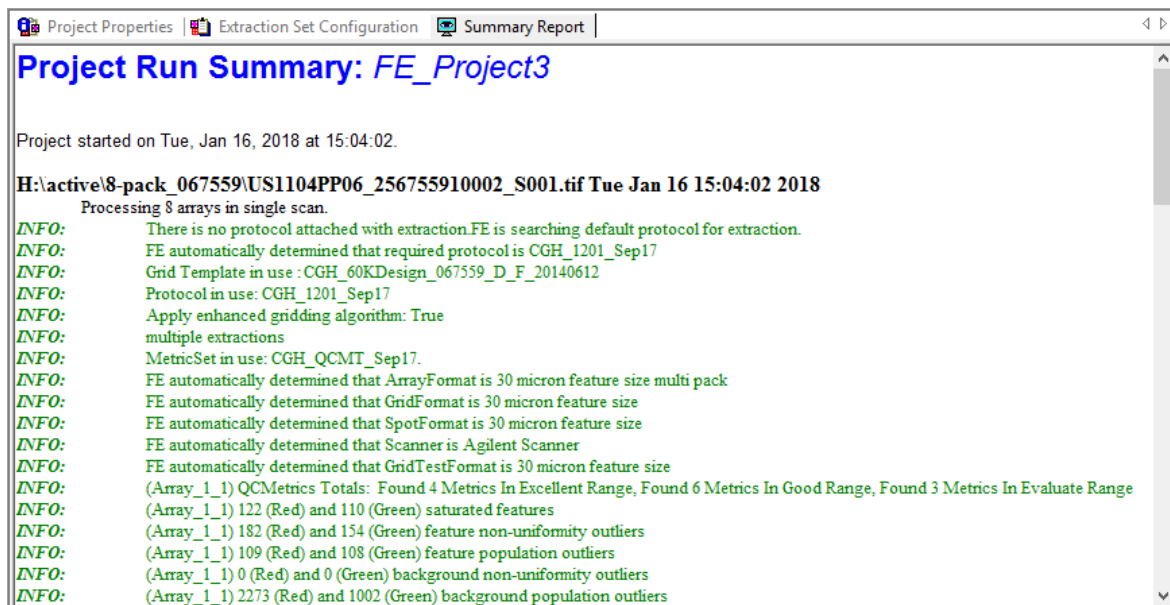 Project Properties Extraction Set Configuration Summary Report
Project Run Summary: FE_Project3
Project started on Tue, Jan 16, 2018 at 15:04:02.
H:\active\8-pack_067559\US1104PP06_256755910002_S001.tif Tue Jan 16 15:04:02 2018
Processing 8 arrays in single scan.
INFO: There is no protocol attached with extraction.FE is searching default protocol for extraction.
INFO: FE automatically determined that required protocol is CGH_1201_Sep17
INFO: Grid Template in use : CGH_60KDesign_067559_D_F_20140612
INFO: Protocol in use: CGH_1201_Sep17
INFO: Apply enhanced gridding algorithm: True
INFO: multiple extractions
INFO: MetricSet in use: CGH_QCMT_Sep17.
INFO: FE automatically determined that ArrayFormat is 30 micron feature size multi pack
INFO: FE automatically determined that GridFormat is 30 micron feature size
INFO: FE automatically determined that SpotFormat is 30 micron feature size
INFO: FE automatically determined that Scanner is Agilent Scanner
INFO: FE automatically determined that GridTestFormat is 30 micron feature size
INFO: (Array_1_1) QCMetrics Totals: Found 4 Metrics In Excellent Range, Found 6 Metrics In Good Range, Found 3 Metrics In Evaluate Range
INFO: (Array_1_1) 122 (Red) and 110 (Green) saturated features
INFO: (Array_1_1) 182 (Red) and 154 (Green) feature non-uniformity outliers
INFO: (Array_1_1) 109 (Red) and 108 (Green) feature population outliers
INFO: (Array_1_1) 0 (Red) and 0 (Green) background non-uniformity outliers
INFO: (Array_1_1) 2273 (Red) and 1002 (Green) background population outliers